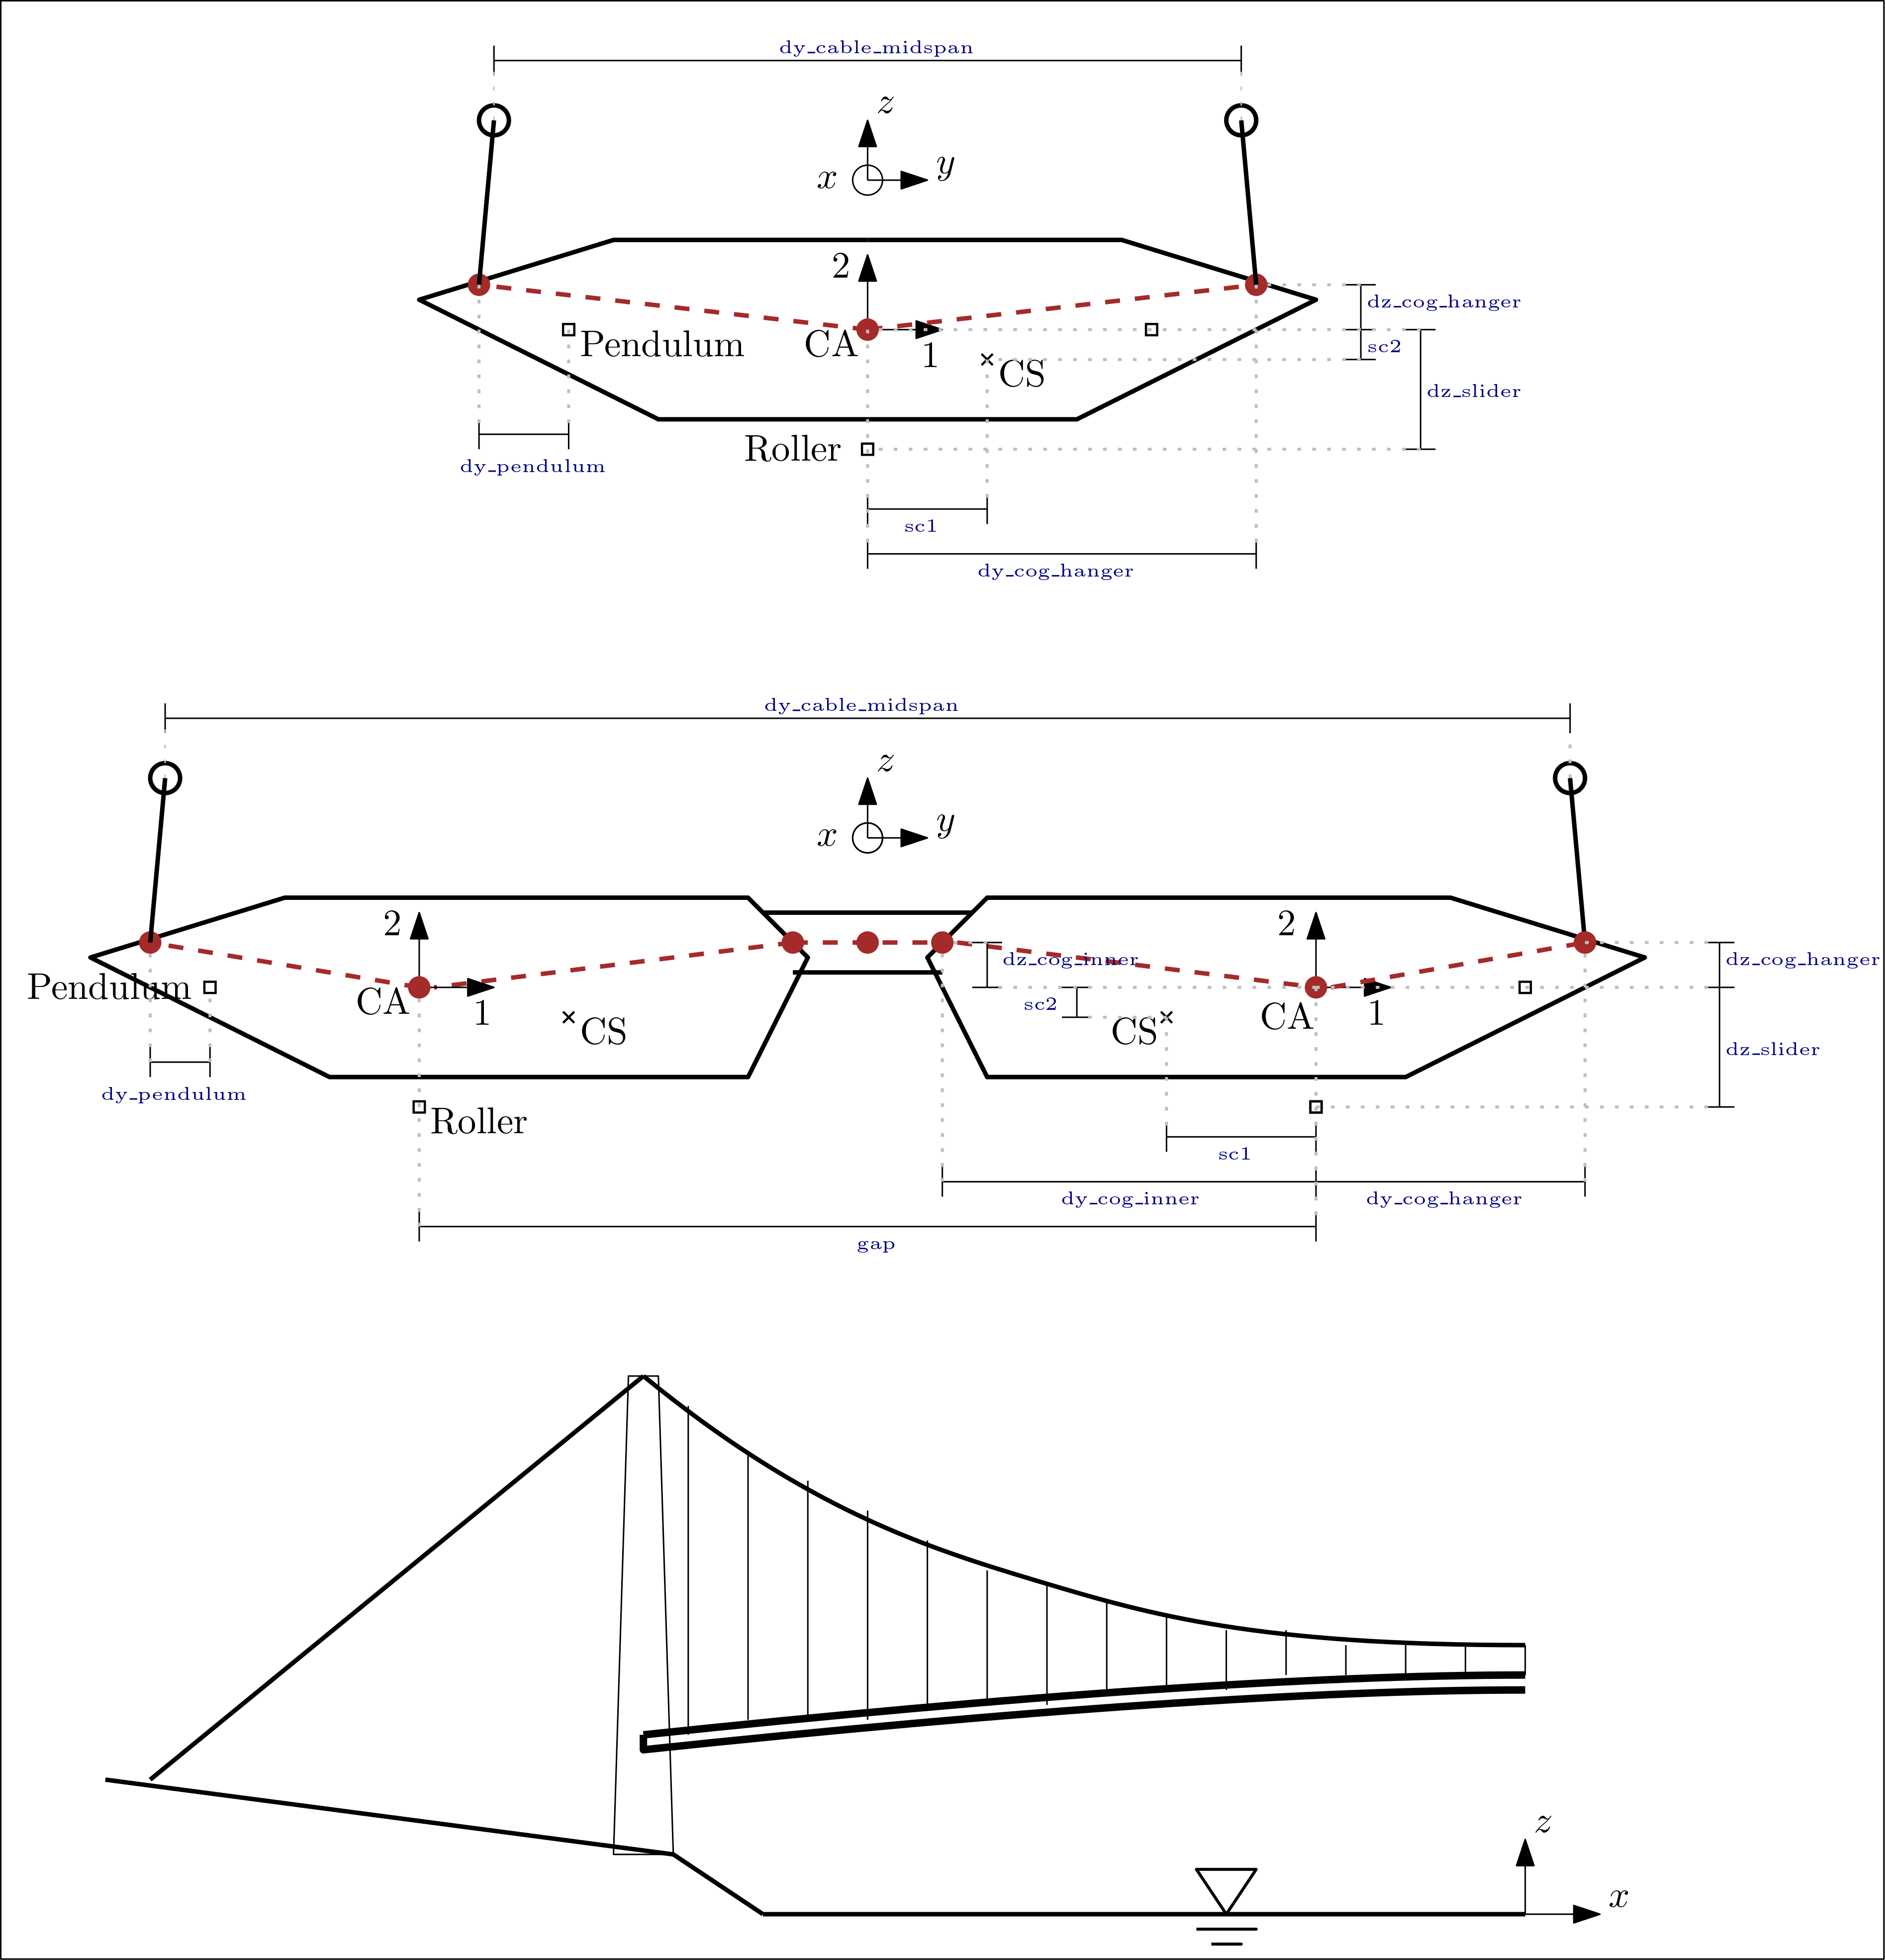 dy_cable_midspan
z
x
y
2
dz_cog_hanger
Pendulum
CA
1
sc2
CS
dz_slider
Roller
dy_pendulum
sc1
dy_cog_hanger
dy_cable_midspan
z
x
y
2
2
dz_cog_inner
dz_cog_hanger
Pendulum
CA
1
sc2
CA
1
CS
CS
dz_slider
dy_pendulum
Roller
sc1
dy_cog_inner
dy_cog_hanger
gap
z
x